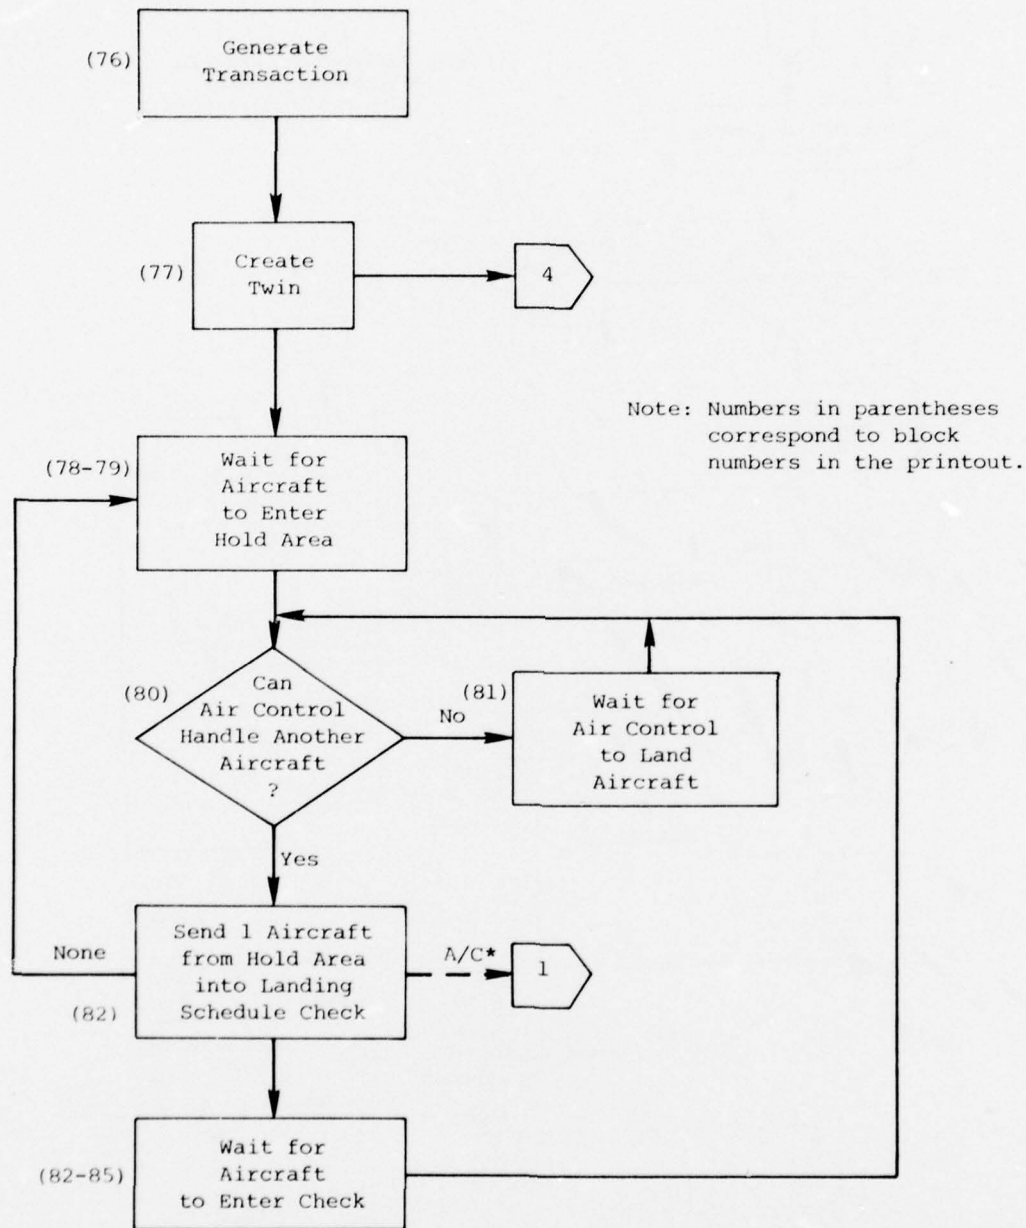 (76)
Generate
Transaction
(77)
Create
Twin
4
Note: Numbers in parentheses
correspond to block
numbers in the printout.
(78-79)
Wait for
Aircraft
to Enter
Hold Area
(80)
Can
Air Control
Handle Another
Aircraft
?
No
(81)
Wait for
Air Control
to Land
Aircraft
Yes
None
(82)
Send 1 Aircraft
from Hold Area
into Landing
Schedule Check
A/C*
1
(82-85)
Wait for
Aircraft
to Enter Check